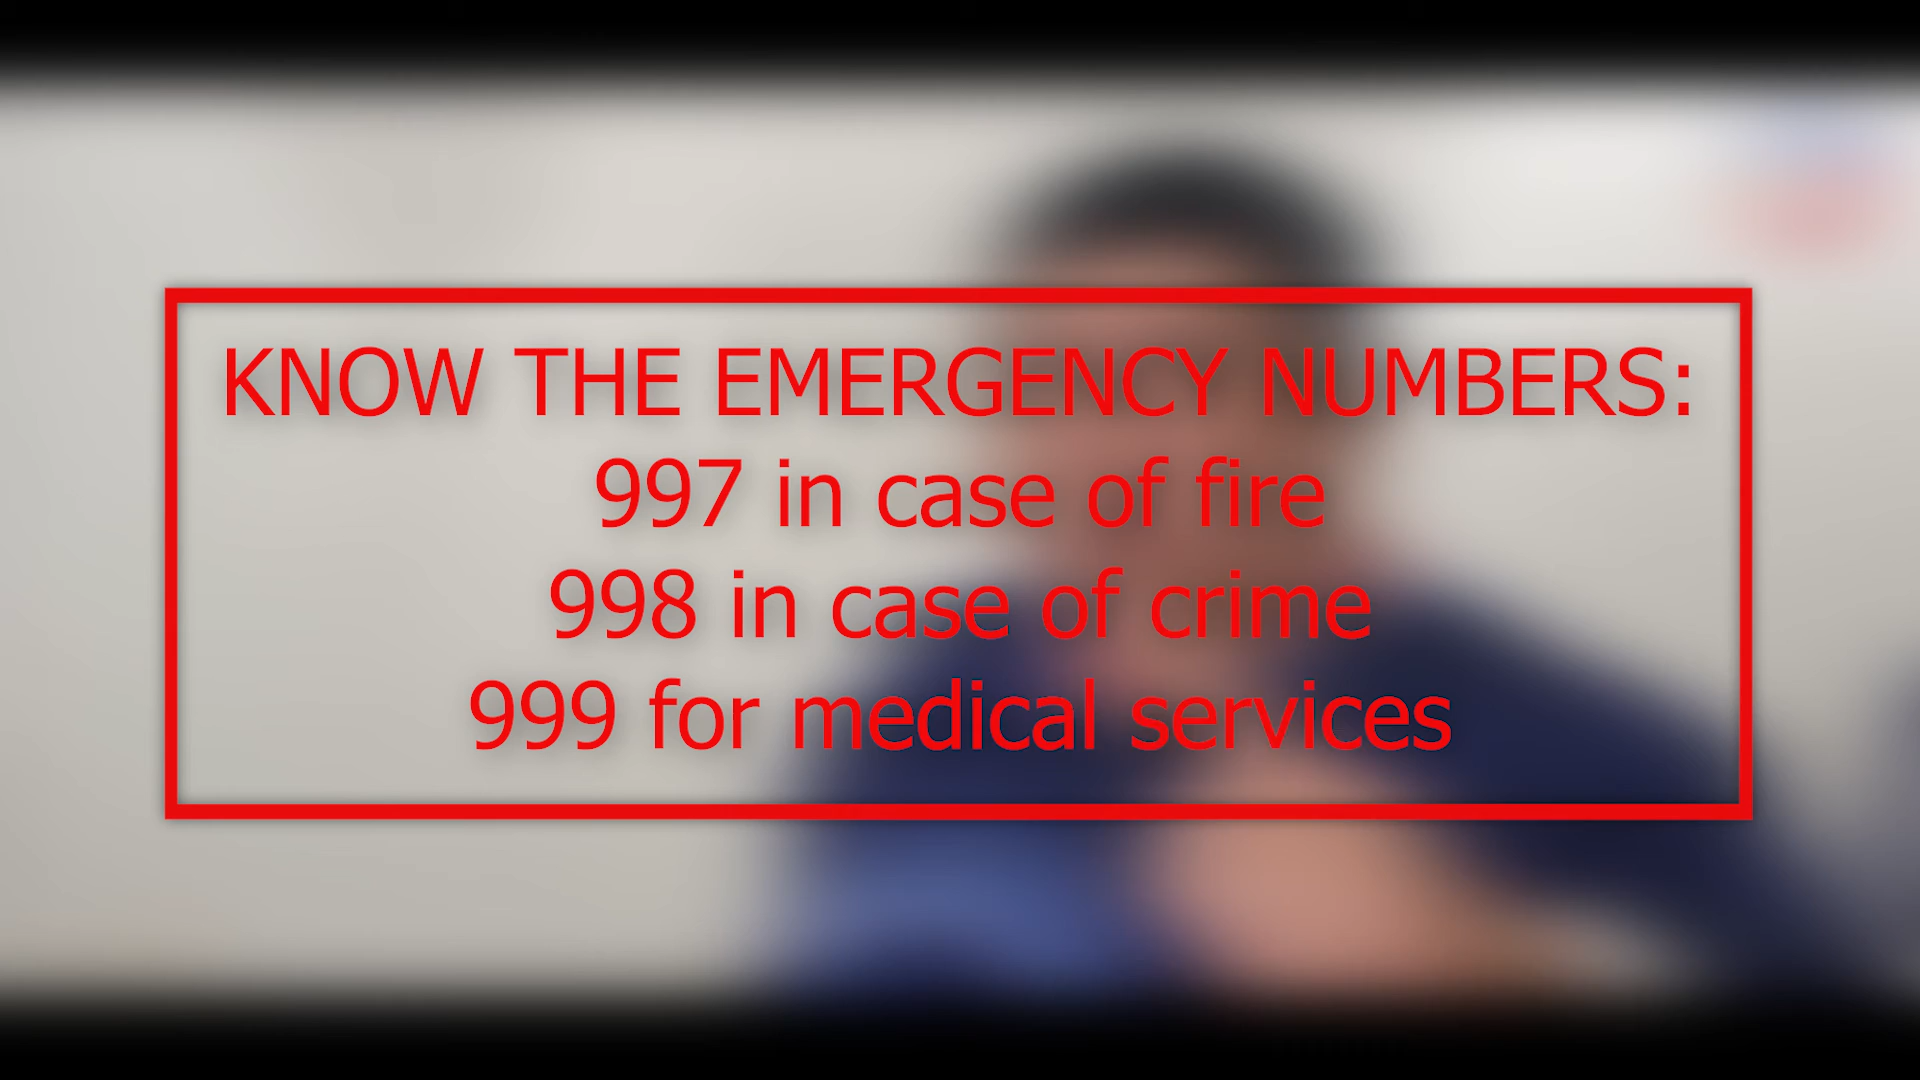 KNOW THE EMERGENCY NUMBERS:
997 in case of fire
998 in case of crime
999 for medical services